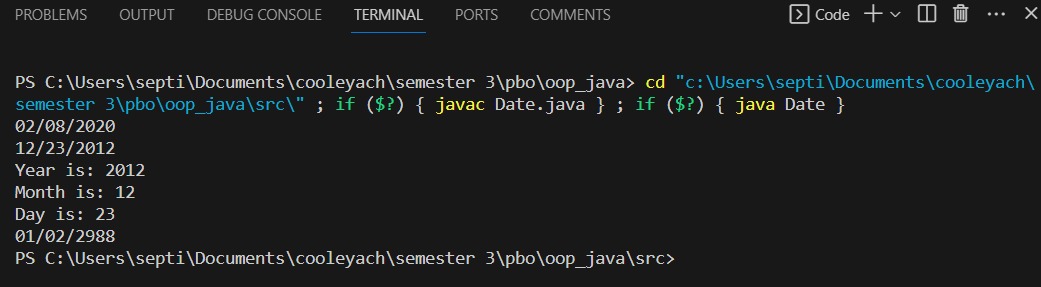 PROBLEMS OUTPUT DEBUG CONSOLE TERMINAL PORTS COMMENTS Code
PS C:\Users\septi\Documents\cooleyach\semester 3\pbo\oop_java> cd "c:\Users\septi\Documents\cooleyach\
semester 3\pbo\oop_java\src\" ; if ($?) { javac Date.java } ; if ($?) { java Date }
02/08/2020
12/23/2012
Year is: 2012
Month is: 12
Day is: 23
01/02/2988
PS C:\Users\septi\Documents\cooleyach\semester 3\pbo\oop_java\src>